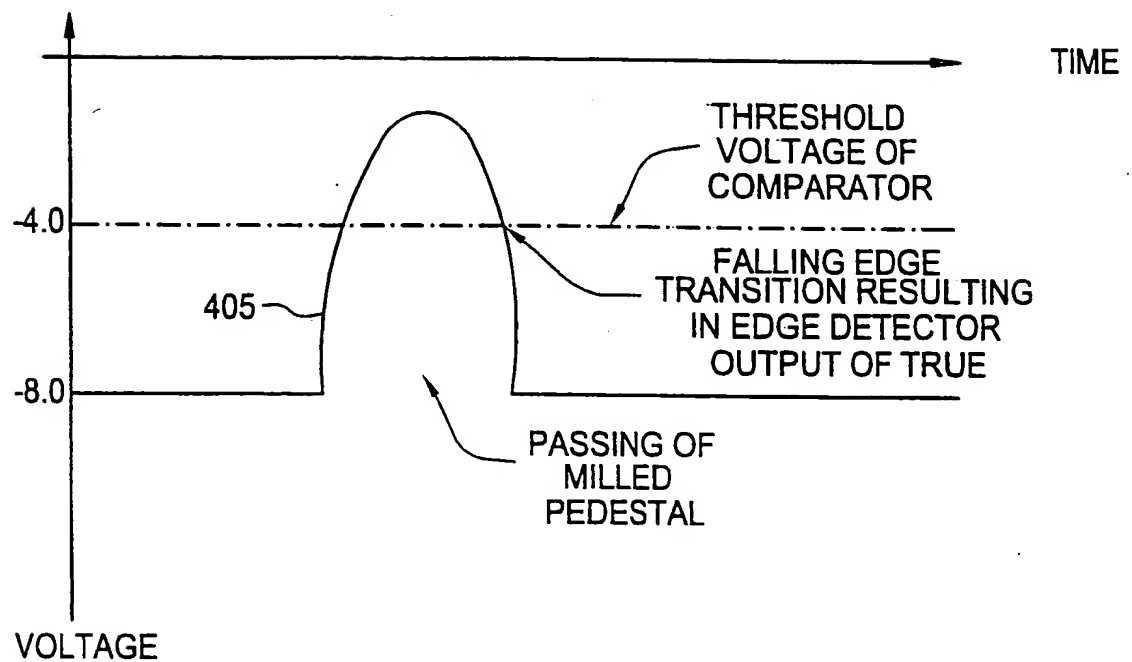 TIME
THRESHOLD
VOLTAGE OF
COMPARATOR
-4.0
FALLING EDGE
TRANSITION RESULTING
IN EDGE DETECTOR
OUTPUT OF TRUE
405
-8.0
PASSING OF
MILLED
PEDESTAL
VOLTAGE